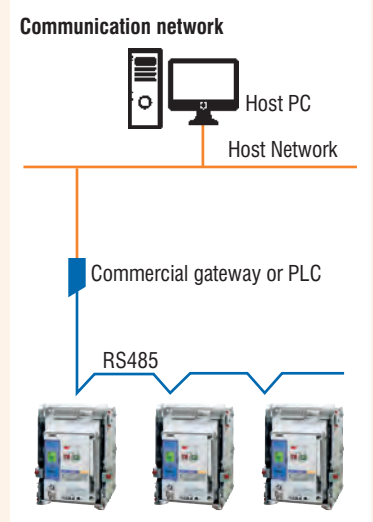 Communication network
Host PC
Host Network
Commercial gateway or PLC
RS485